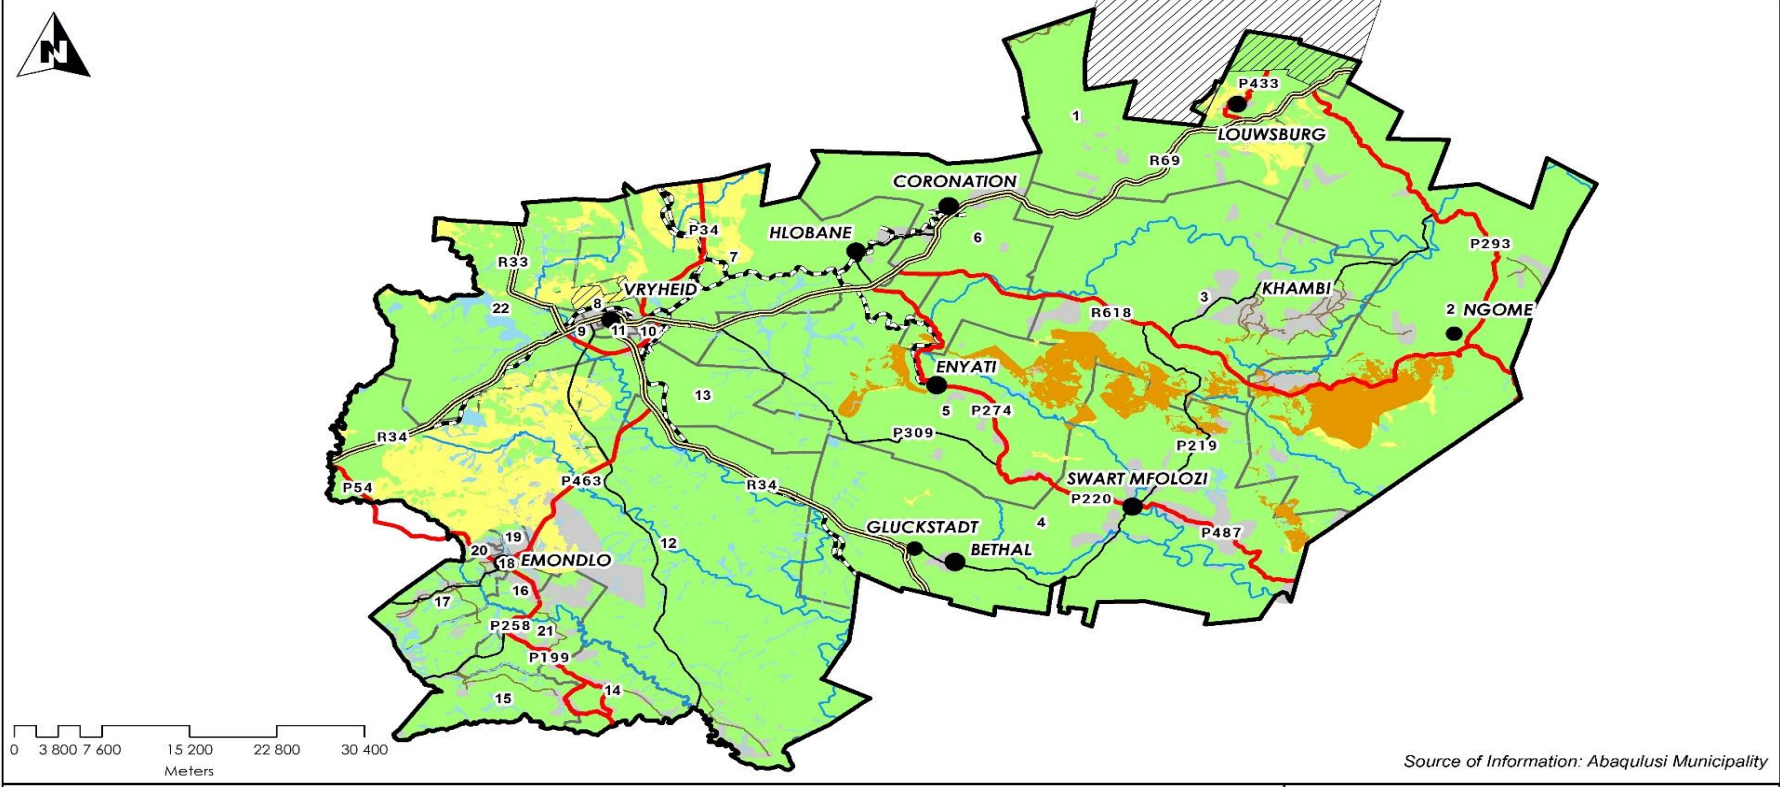 N
P433
1
LOUWSBURG
R69
CORONATION
P34
HLOBANE
6
P293
R33
7
VRYHEID
KHAMBI
3
8
22
2 NGOME
R618
9
11
10
ENYATI
13
5
P274
P309
R34
P219
P463
SWART MFOLOZI
P54
R34
P220
4
GLUCKSTADT
P487
19
12
20
BETHAL
18
EMONDLO
16
17
P258
21
P199
14
15
0 3 800 7 600 15 200 22 800 30 400
Meters
Source of Information: Abaqulusi Municipality